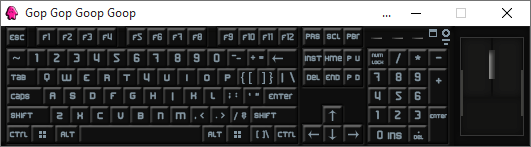 Gop Gop Goop Goop ...
ESC F1 F2 F3 F4 F5 F6 F7 F8 F9 F10 F11 F12 PRS SCL PBR
~ 1 2 3 4 5 6 7 8 9 0 - += ← INST HME P U NUM LOCK / * -
TAB Q W E R T Y U I O P {[ ]} | \ DEL END P D 7 8 9 +
CAPS A S D F G H J K L ;: '" ENTER 4 5 6
SHIFT Z X C V B N M ,< .> / SHIFT ↑ 1 2 3 ENTER
CTRL ALT ALT []\ CTRL ← ↓ → 0 INS . DEL